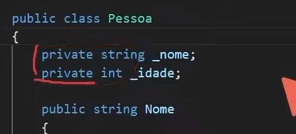 public class Pessoa
{
private string _nome;
private int _idade;
public string Nome
{